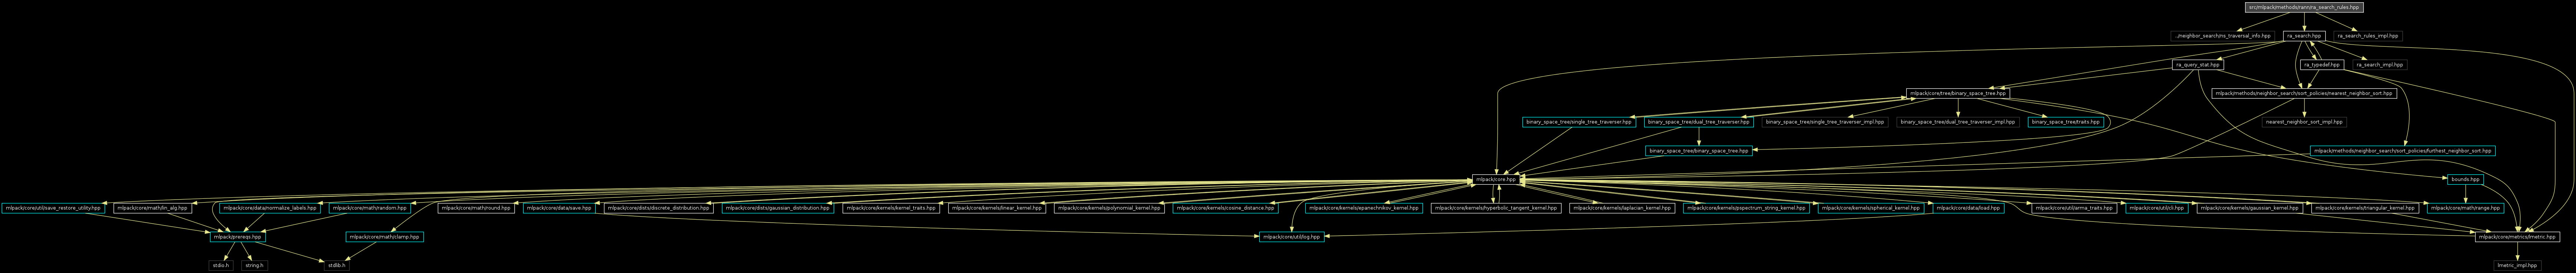 src/mlpack/methods/rann/ra_search_rules.hpp
../neighbor_search/ns_traversal_info.hpp
ra_search.hpp
ra_search_rules_impl.hpp
ra_query_stat.hpp
ra_typedef.hpp
ra_search_impl.hpp
mlpack/core/tree/binary_space_tree.hpp
mlpack/methods/neighbor_search/sort_policies/nearest_neighbor_sort.hpp
binary_space_tree/single_tree_traverser.hpp
binary_space_tree/dual_tree_traverser.hpp
binary_space_tree/single_tree_traverser_impl.hpp
binary_space_tree/dual_tree_traverser_impl.hpp
binary_space_tree/traits.hpp
nearest_neighbor_sort_impl.hpp
binary_space_tree/binary_space_tree.hpp
mlpack/methods/neighbor_search/sort_policies/furthest_neighbor_sort.hpp
mlpack/core.hpp
bounds.hpp
mlpack/core/util/save_restore_utility.hpp
mlpack/core/math/lin_alg.hpp
mlpack/core/data/normalize_labels.hpp
mlpack/core/math/random.hpp
mlpack/core/math/round.hpp
mlpack/core/data/save.hpp
mlpack/core/dists/discrete_distribution.hpp
mlpack/core/dists/gaussian_distribution.hpp
mlpack/core/kernels/kernel_traits.hpp
mlpack/core/kernels/linear_kernel.hpp
mlpack/core/kernels/polynomial_kernel.hpp
mlpack/core/kernels/cosine_distance.hpp
mlpack/core/kernels/epanechnikov_kernel.hpp
mlpack/core/kernels/hyperbolic_tangent_kernel.hpp
mlpack/core/kernels/laplacian_kernel.hpp
mlpack/core/kernels/pspectrum_string_kernel.hpp
mlpack/core/kernels/spherical_kernel.hpp
mlpack/core/data/load.hpp
mlpack/core/util/arma_traits.hpp
mlpack/core/util/cli.hpp
mlpack/core/kernels/gaussian_kernel.hpp
mlpack/core/kernels/triangular_kernel.hpp
mlpack/core/math/range.hpp
mlpack/prereqs.hpp
mlpack/core/math/clamp.hpp
mlpack/core/util/log.hpp
mlpack/core/metrics/lmetric.hpp
stdio.h
string.h
stdlib.h
lmetric_impl.hpp